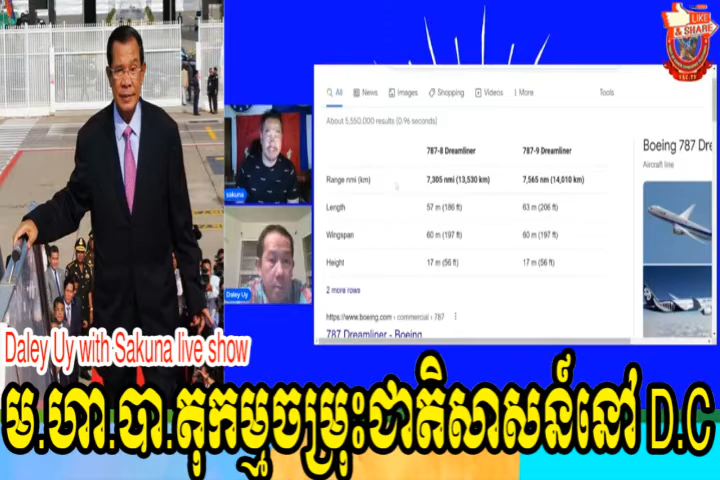 LIKE
& SHARE
All
News
Images
Shopping
Videos
More
Tools
About 5,550,000 results (0.96 seconds)
787-8 Dreamliner 787-9 Dreamliner
Range nmi (km) 7,305 nmi (13,530 km) 7,565 nm (14,010 km)
Length 57 m (186 ft) 63 m (206 ft)
Wingspan 60 m (197 ft) 60 m (197 ft)
Height 17 m (56 ft) 17 m (56 ft)
2 more rows
https://www.boeing.com › commercial › 787
787 Dreamliner - Boeing
Boeing 787 Dre
Aircraft line
sakuna
Daley Uy
Daley Uy with Sakuna live show
ម.ហា.បា.តុកម្មចម្រុះជាតិសាសន៍នៅ D.C